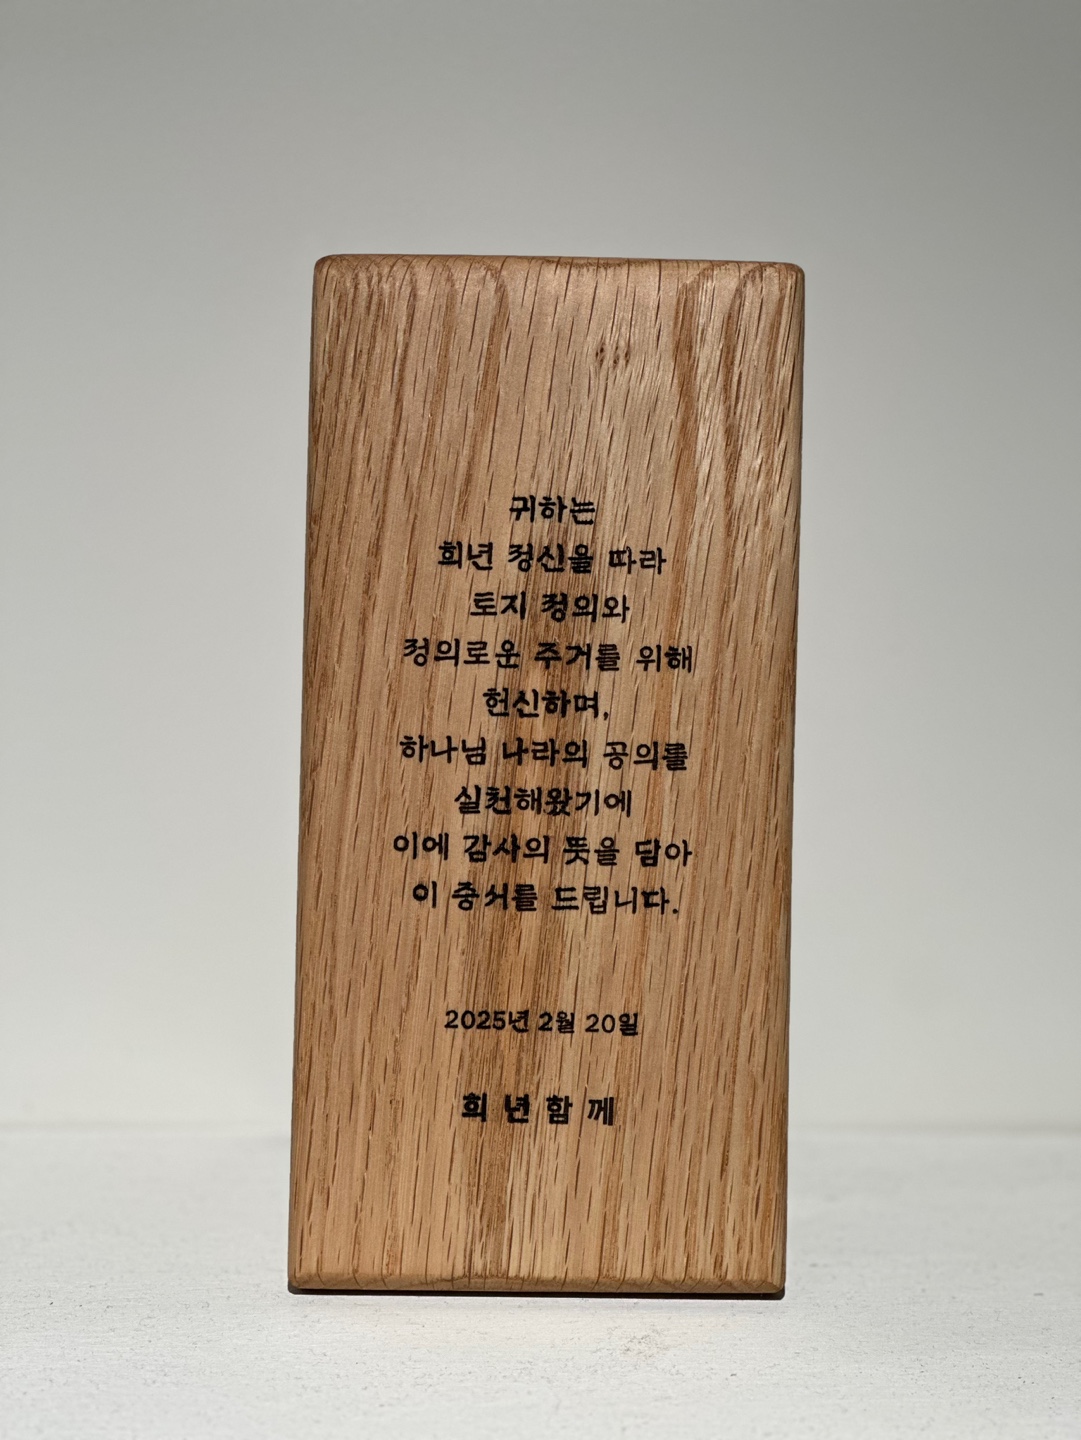 귀하는
희년 정신을 따라
토지 정의와
정의로운 주거를 위해
헌신하며,
하나님 나라의 공의를
실천해왔기에
이에 감사의 뜻을 담아
이 증서를 드립니다.
2025년 2월 20일
희년함께